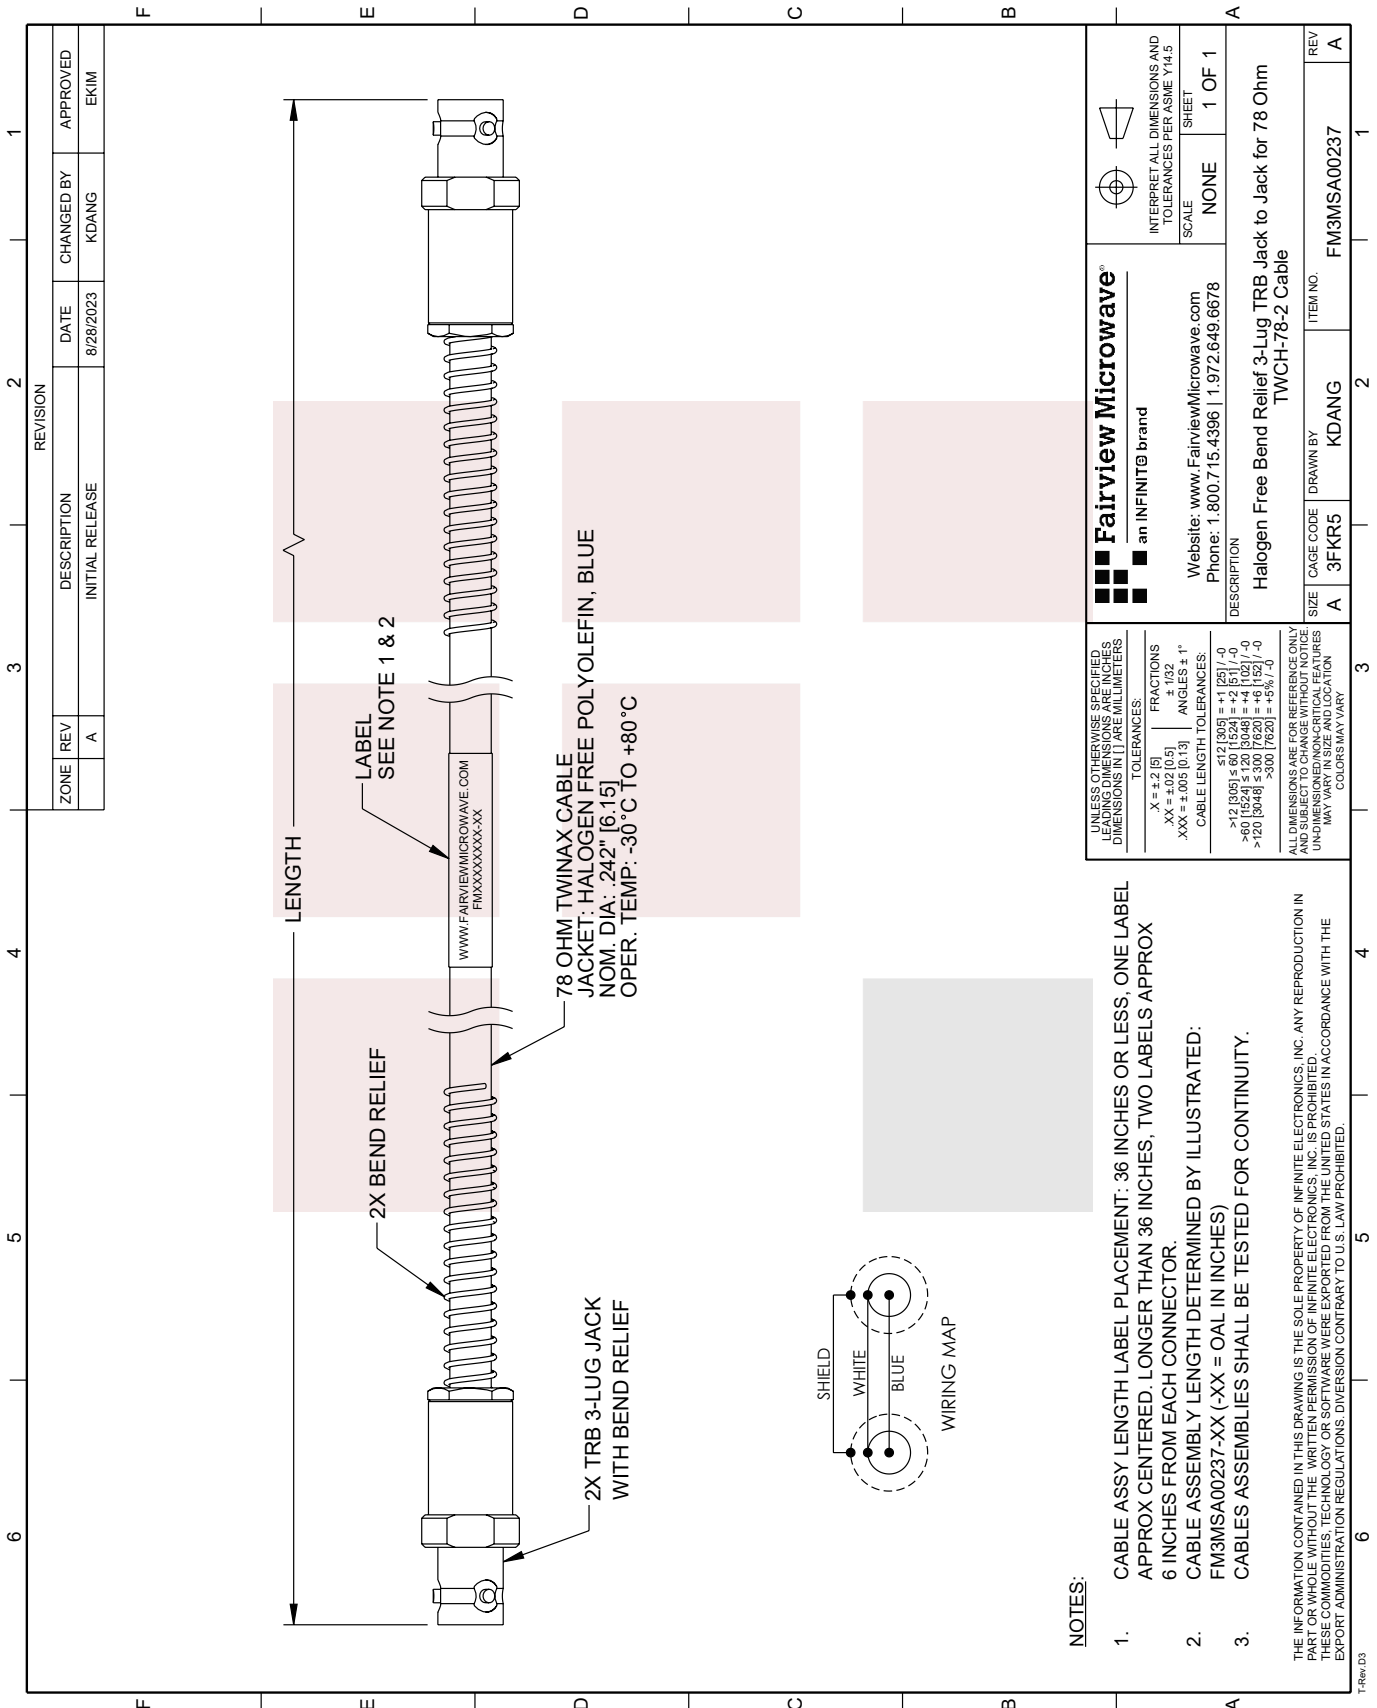 REVISION
ZONE REV DESCRIPTION DATE CHANGED BY APPROVED
A INITIAL RELEASE 8/28/2023 KDANG EKIM
6 5 4 3 2 1
F
E
D
C
B
A
LENGTH
2X BEND RELIEF
LABEL
SEE NOTE 1 & 2
WWW.FAIRVIEWMICROWAVE.COM
FMXXXXXXXXX-XX
2X TRB 3-LUG JACK
WITH BEND RELIEF
78 OHM TWINAX CABLE
JACKET: HALOGEN FREE POLYOLEFIN, BLUE
NOM. DIA: .242" [6.15]
OPER. TEMP: -30°C TO +80°C
SHIELD
WHITE
BLUE
WIRING MAP
NOTES:
1. CABLE ASSY LENGTH LABEL PLACEMENT: 36 INCHES OR LESS, ONE LABEL
APPROX CENTERED. LONGER THAN 36 INCHES, TWO LABELS APPROX
6 INCHES FROM EACH CONNECTOR.
2. CABLE ASSEMBLY LENGTH DETERMINED BY ILLUSTRATED:
FM3MSA00237-XX (-XX = OAL IN INCHES)
3. CABLES ASSEMBLIES SHALL BE TESTED FOR CONTINUITY.
THE INFORMATION CONTAINED IN THIS DRAWING IS THE SOLE PROPERTY OF INFINITE ELECTRONICS, INC. ANY REPRODUCTION IN
PART OR WHOLE WITHOUT THE WRITTEN PERMISSION OF INFINITE ELECTRONICS, INC. IS PROHIBITED.
THESE COMMODITIES, TECHNOLOGY OR SOFTWARE WERE EXPORTED FROM THE UNITED STATES IN ACCORDANCE WITH THE
EXPORT ADMINISTRATION REGULATIONS. DIVERSION CONTRARY TO U.S. LAW PROHIBITED.
UNLESS OTHERWISE SPECIFIED
LEADING DIMENSIONS ARE INCHES
DIMENSIONS IN [ ] ARE MILLIMETERS
TOLERANCES:
.X = ±.2 [5] FRACTIONS
.XX = ±.02 [0.5] ± 1/32
.XXX = ±.005 [0.13] ANGLES ± 1°
CABLE LENGTH TOLERANCES:
≤12 [305] = +1 [25] / -0
>12 [305] ≤ 60 [1524] = +2 [51] / -0
>60 [1524] ≤ 120 [3048] = +4 [102] / -0
>120 [3048] ≤ 300 [7620] = +6 [152] / -0
>300 [7620] = +5% / -0
ALL DIMENSIONS ARE FOR REFERENCE ONLY
AND SUBJECT TO CHANGE WITHOUT NOTICE.
UN-DIMENSIONED/NON-CRITICAL FEATURES
MAY VARY IN SIZE AND LOCATION
COLORS MAY VARY
Fairview Microwave®
an INFINITE brand
Website: www.FairviewMicrowave.com
Phone: 1.800.715.4396 | 1.972.649.6678
INTERPRET ALL DIMENSIONS AND
TOLERANCES PER ASME Y14.5
SCALE NONE SHEET 1 OF 1
DESCRIPTION
Halogen Free Bend Relief 3-Lug TRB Jack to Jack for 78 Ohm
TWCH-78-2 Cable
SIZE A CAGE CODE 3FKR5 DRAWN BY KDANG ITEM NO. FM3MSA00237 REV A
6 5 4 3 2 1
F
E
D
C
B
A
T-Rev.D3